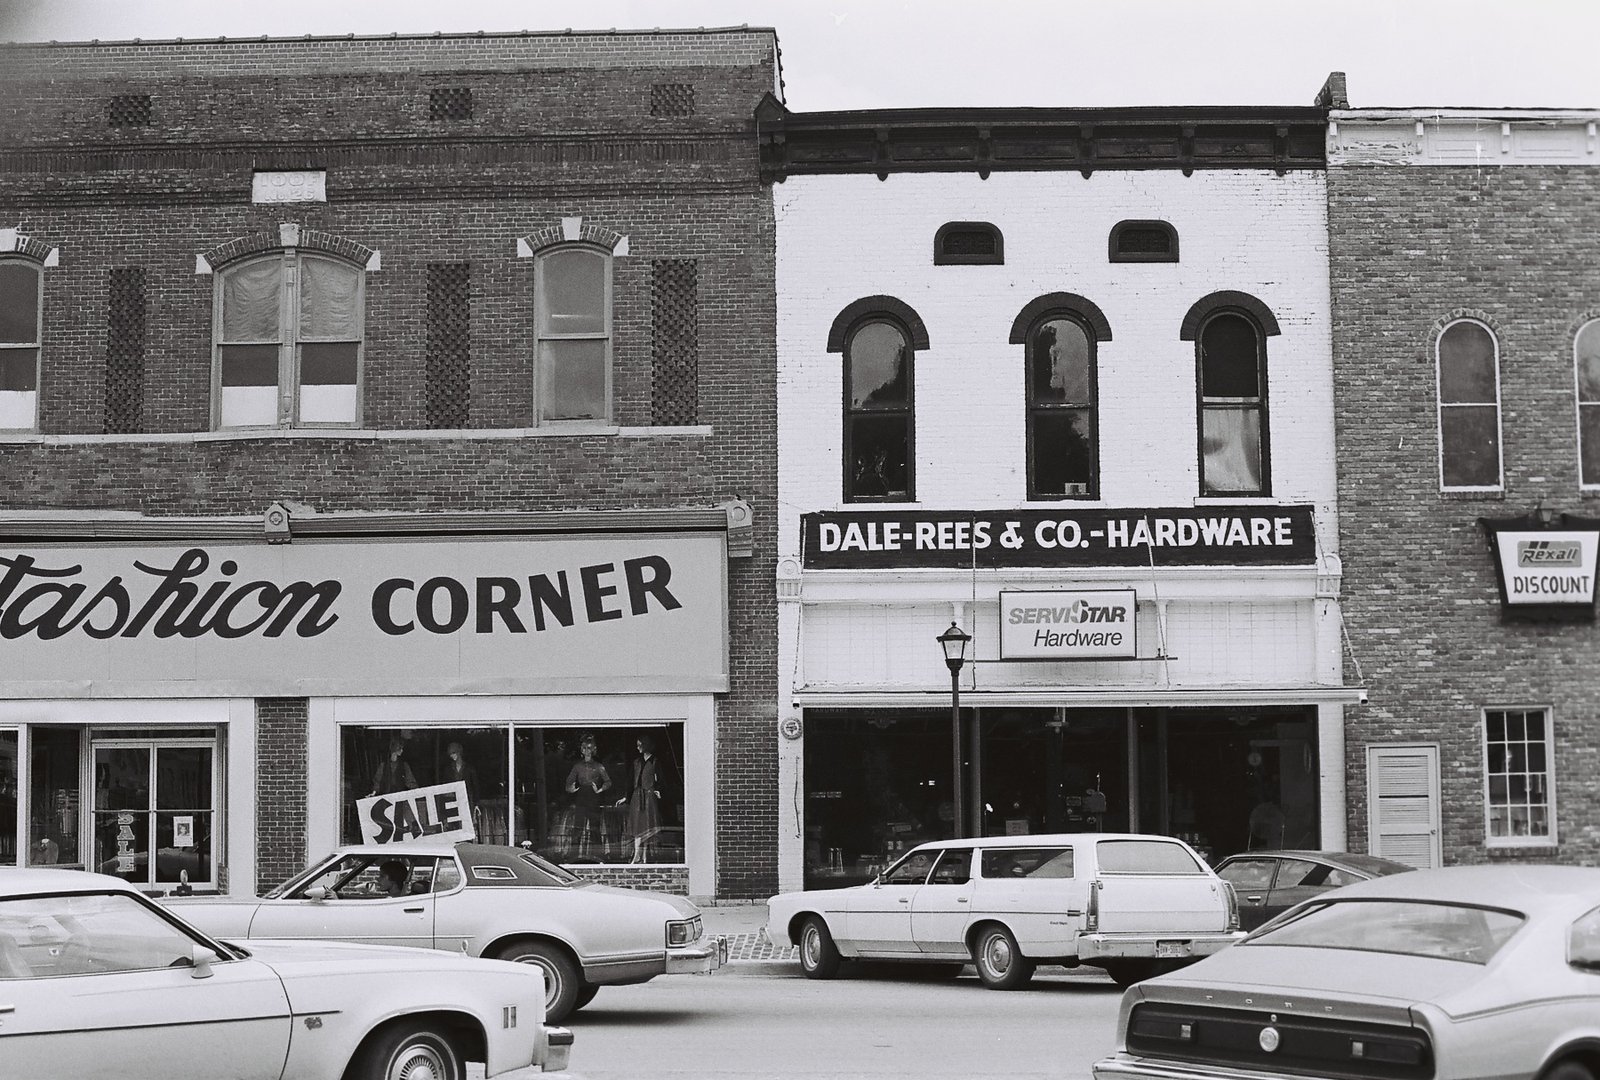 Fashion CORNER
SALE
SALE
DALE-REES & CO.-HARDWARE
SERVISTAR
Hardware
Rexall
DISCOUNT
FORD